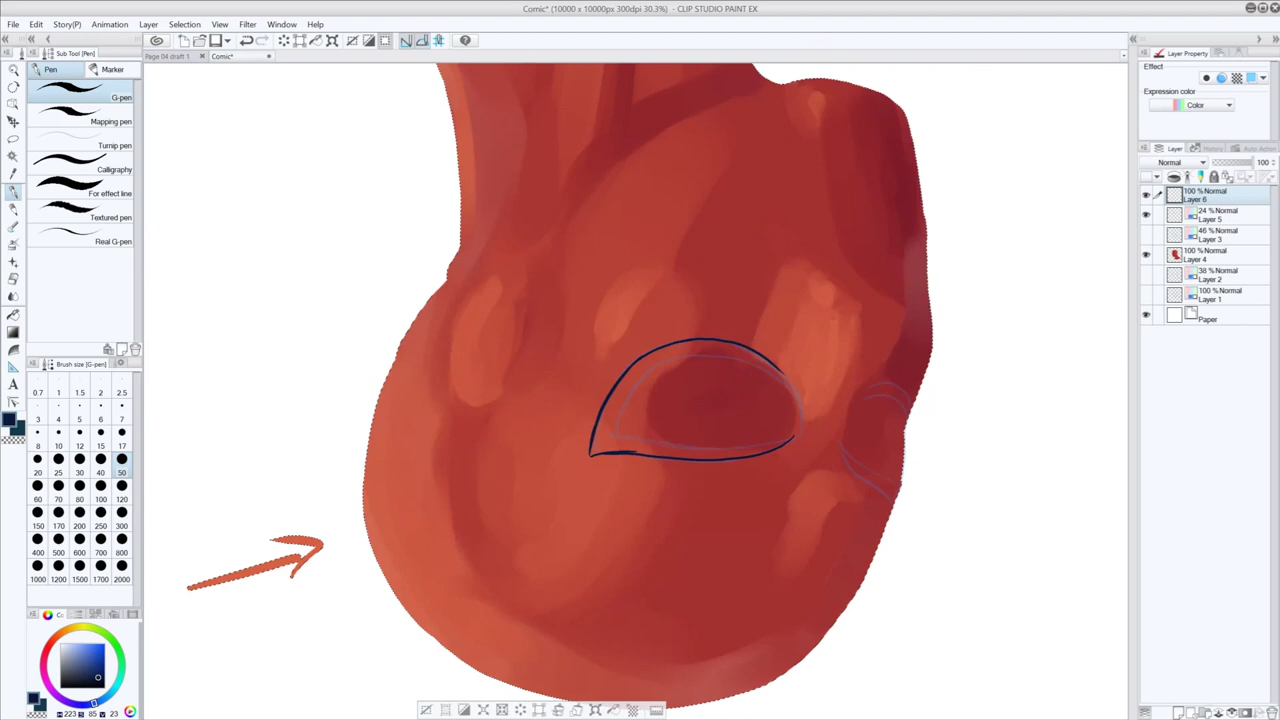 Comic* (10000 x 10000px 300dpi 30.3%) - CLIP STUDIO PAINT EX
File Edit Story(P) Animation Layer Selection View Filter Window Help
Sub Tool [Pen]
Page 04 draft 1 Comic*
Pen Marker
G-pen
Mapping pen
Turnip pen
Calligraphy
For effect line
Textured pen
Real G-pen
Brush size [G-pen]
0.7 1 1.5 2 2.5
3 4 5 6 7
8 10 12 15 17
20 25 30 40 50
60 70 80 100 120
150 170 200 250 300
400 500 600 700 800
1000 1200 1500 1700 2000
H 223 S 85 V 23
Layer Property
Effect
Expression color
Color
Layer History Auto Action
Normal 100
100 % Normal
Layer 6
24 % Normal
Layer 5
46 % Normal
Layer 3
100 % Normal
Layer 4
38 % Normal
Layer 2
100 % Normal
Layer 1
Paper